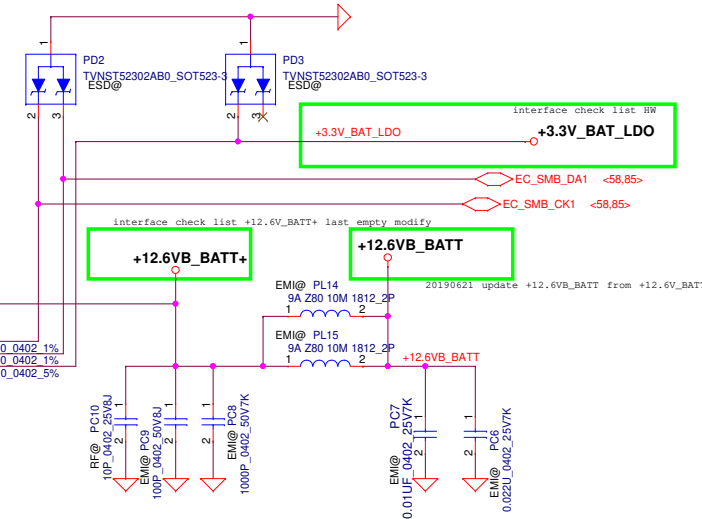 1
1
PD2
TVNST52302AB0_SOT523-3
ESD@
2
3
PD3
TVNST52302AB0_SOT523-3
ESD@
2
3
interface check list HW
+3.3V_BAT_LDO
+3.3V_BAT_LDO
EC_SMB_DA1 <58,85>
EC_SMB_CK1 <58,85>
interface check list +12.6V_BATT+ last empty modify
+12.6VB_BATT+
+12.6VB_BATT
20190621 update +12.6VB_BATT from +12.6V_BATT
EMI@ PL14
9A Z80 10M 1812_2P
1 2
EMI@ PL15
9A Z80 10M 1812_2P
1 2
+12.6VB_BATT
0_0402_1%
0_0402_1%
0_0402_5%
1
2
RF@ PC10
10P_0402_25V8J
1
2
EMI@ PC9
100P_0402_50V8J
1
2
EMI@ PC8
1000P_0402_50V7K
1
2
EMI@ PC7
0.01UF_0402_25V7K
1
2
EMI@ PC6
0.022U_0402_25V7K